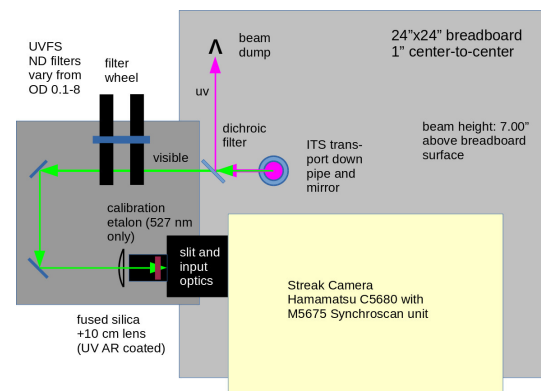 UVFS
ND filters
vary from
OD 0.1-8
filter
wheel
beam
dump
24”x24” breadboard
1” center-to-center
uv
dichroic
filter
visible
ITS trans-
port down
pipe and
mirror
beam height: 7.00”
above breadboard
surface
calibration
etalon (527 nm
only)
slit and
input
optics
Streak Camera
Hamamatsu C5680 with
M5675 Synchroscan unit
fused silica
+10 cm lens
(UV AR coated)